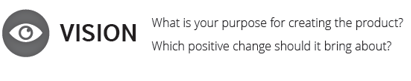 VISION
What is your purpose for creating the product?
Which positive change should it bring about?